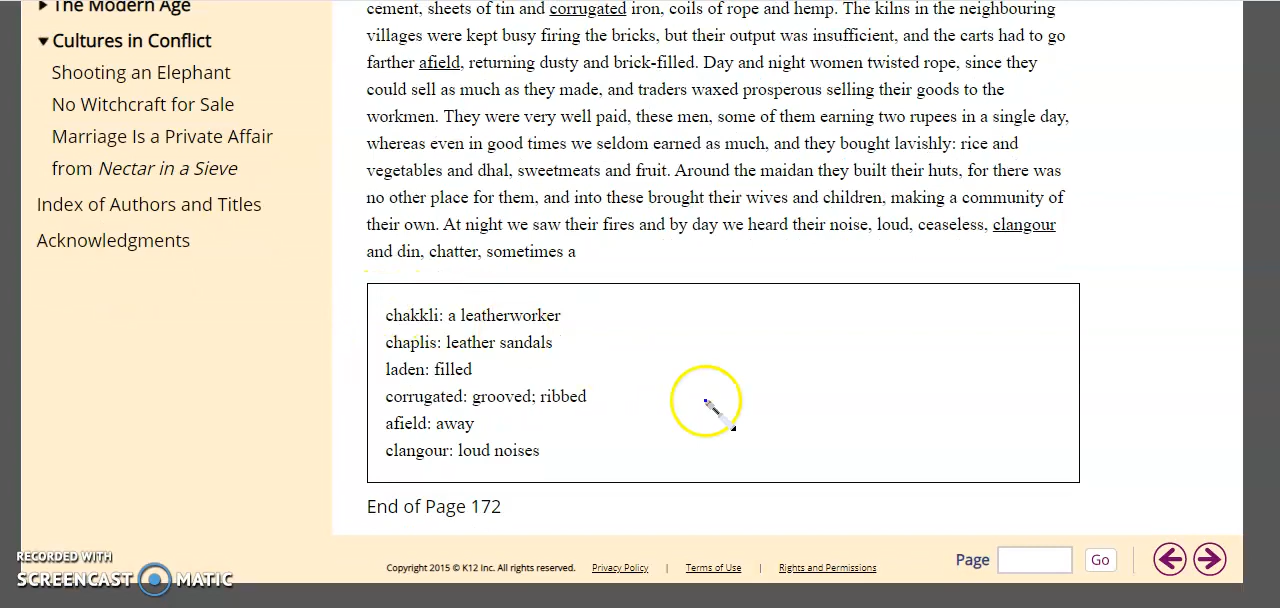 The Modern Age
Cultures in Conflict
Shooting an Elephant
No Witchcraft for Sale
Marriage Is a Private Affair
from Nectar in a Sieve
Index of Authors and Titles
Acknowledgments
cement, sheets of tin and corrugated iron, coils of rope and hemp. The kilns in the neighbouring
villages were kept busy firing the bricks, but their output was insufficient, and the carts had to go
farther afield, returning dusty and brick-filled. Day and night women twisted rope, since they
could sell as much as they made, and traders waxed prosperous selling their goods to the
workmen. They were very well paid, these men, some of them earning two rupees in a single day,
whereas even in good times we seldom earned as much, and they bought lavishly: rice and
vegetables and dhal, sweetmeats and fruit. Around the maidan they built their huts, for there was
no other place for them, and into these brought their wives and children, making a community of
their own. At night we saw their fires and by day we heard their noise, loud, ceaseless, clangour
and din, chatter, sometimes a
chakkli: a leatherworker
chaplis: leather sandals
laden: filled
corrugated: grooved; ribbed
afield: away
clangour: loud noises
End of Page 172
Page Go
Copyright 2015 © K12 Inc. All rights reserved. Privacy Policy | Terms of Use | Rights and Permissions
RECORDED WITH
SCREENCAST MATIC